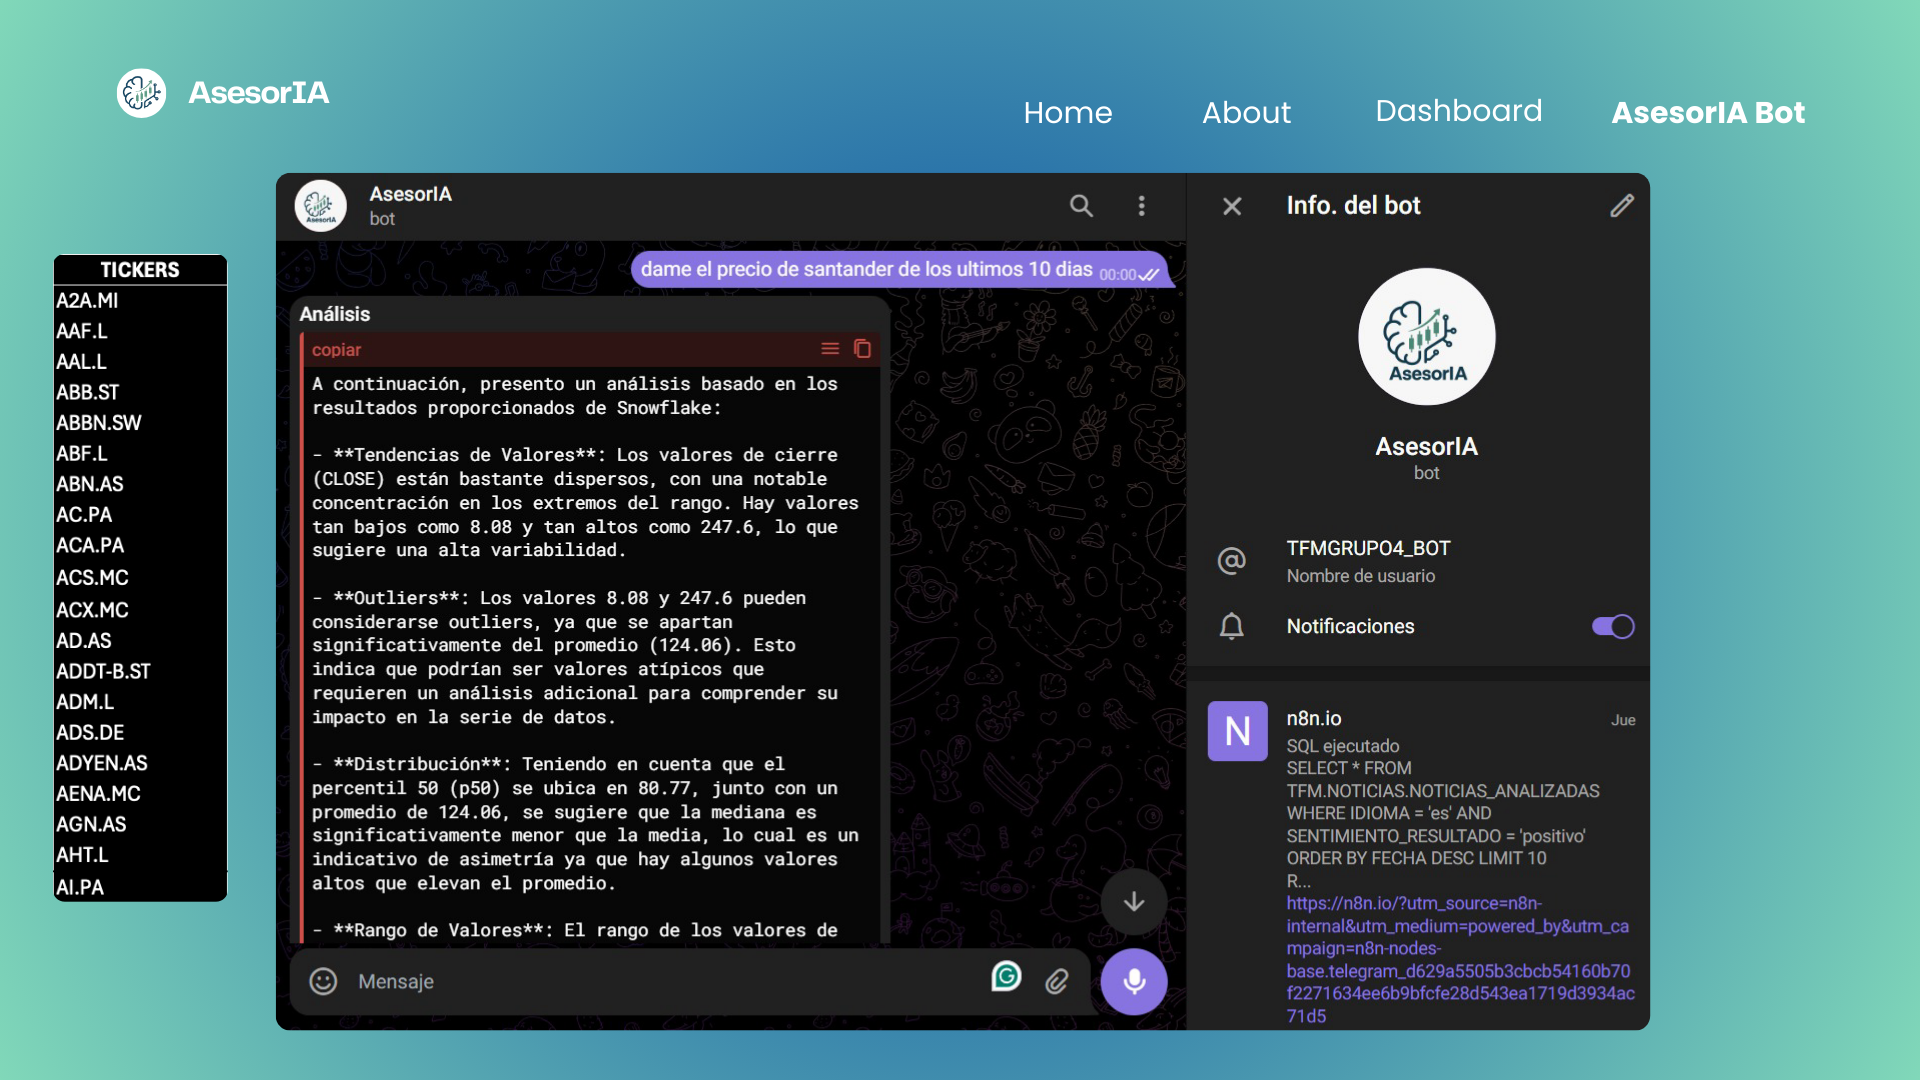 AsesorIA
Home
About
Dashboard
AsesorIA Bot
TICKERS
A2A.MI
AAF.L
AAL.L
ABB.ST
ABBN.SW
ABF.L
ABN.AS
AC.PA
ACA.PA
ACS.MC
ACX.MC
AD.AS
ADDT-B.ST
ADM.L
ADS.DE
ADYEN.AS
AENA.MC
AGN.AS
AHT.L
AI.PA
AsesorIA
AsesorIA
bot
dame el precio de santander de los ultimos 10 dias 00:00
Análisis
copiar
A continuación, presento un análisis basado en los
resultados proporcionados de Snowflake:
- **Tendencias de Valores**: Los valores de cierre
(CLOSE) están bastante dispersos, con una notable
concentración en los extremos del rango. Hay valores
tan bajos como 8.08 y tan altos como 247.6, lo que
sugiere una alta variabilidad.
- **Outliers**: Los valores 8.08 y 247.6 pueden
considerarse outliers, ya que se apartan
significativamente del promedio (124.06). Esto
indica que podrían ser valores atípicos que
requieren un análisis adicional para comprender su
impacto en la serie de datos.
- **Distribución**: Teniendo en cuenta que el
percentil 50 (p50) se ubica en 80.77, junto con un
promedio de 124.06, se sugiere que la mediana es
significativamente menor que la media, lo cual es un
indicativo de asimetría ya que hay algunos valores
altos que elevan el promedio.
- **Rango de Valores**: El rango de los valores de
Mensaje
Info. del bot
AsesorIA
AsesorIA
bot
TFMGRUPO4_BOT
Nombre de usuario
Notificaciones
N
n8n.io
Jue
SQL ejecutado
SELECT * FROM
TFM.NOTICIAS.NOTICIAS_ANALIZADAS
WHERE IDIOMA = 'es' AND
SENTIMIENTO_RESULTADO = 'positivo'
ORDER BY FECHA DESC LIMIT 10
R...
https://n8n.io/?utm_source=n8n-
internal&utm_medium=powered_by&utm_ca
mpaign=n8n-nodes-
base.telegram_d629a5505b3cbcb54160b70
f2271634ee6b9bfcfe28d543ea1719d3934ac
71d5